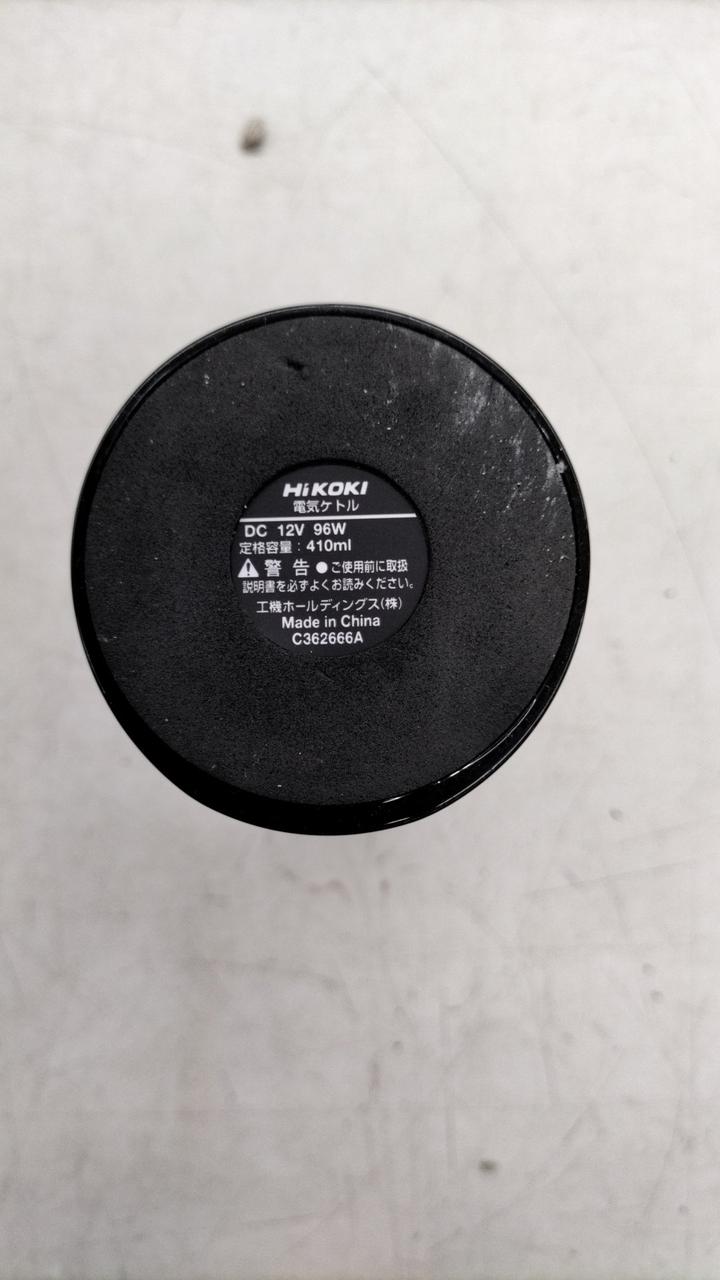 HiKOKI
電気ケトル
DC 12V 96W
定格容量：410ml
警告 ●ご使用前に取扱
説明書を必ずよくお読みください。
工機ホールディングス(株)
Made in China
C362666A